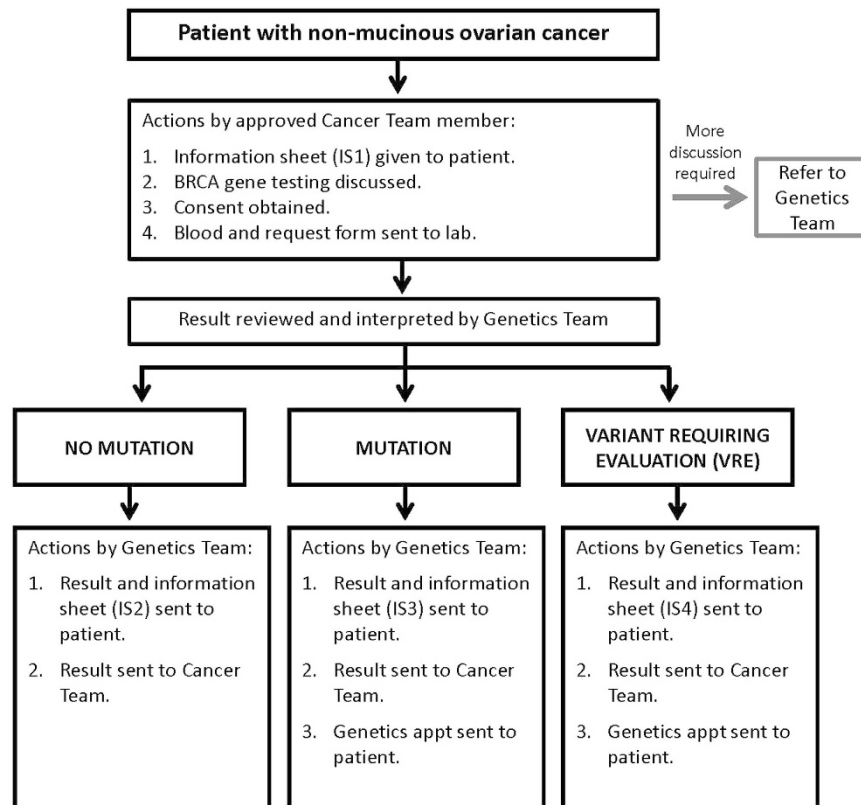 Patient with non-mucinous ovarian cancer
Actions by approved Cancer Team member:
1. Information sheet (IS1) given to patient.
2. BRCA gene testing discussed.
3. Consent obtained.
4. Blood and request form sent to lab.
More
discussion
required
Refer to
Genetics
Team
Result reviewed and interpreted by Genetics Team
NO MUTATION
MUTATION
VARIANT REQUIRING
EVALUATION (VRE)
Actions by Genetics Team:
1. Result and information
sheet (IS2) sent to
patient.
2. Result sent to Cancer
Team.
Actions by Genetics Team:
1. Result and information
sheet (IS3) sent to
patient.
2. Result sent to Cancer
Team.
3. Genetics appt sent to
patient.
Actions by Genetics Team:
1. Result and information
sheet (IS4) sent to
patient.
2. Result sent to Cancer
Team.
3. Genetics appt sent to
patient.